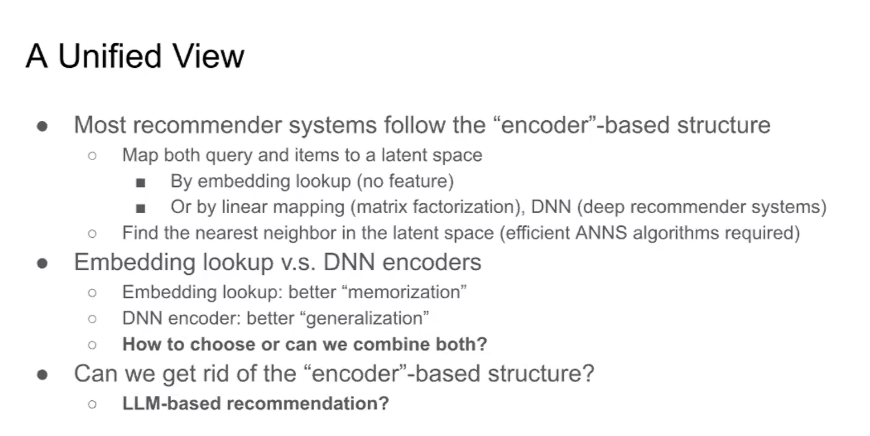 A Unified View
● Most recommender systems follow the “encoder”-based structure
○ Map both query and items to a latent space
■ By embedding lookup (no feature)
■ Or by linear mapping (matrix factorization), DNN (deep recommender systems)
○ Find the nearest neighbor in the latent space (efficient ANNS algorithms required)
● Embedding lookup v.s. DNN encoders
○ Embedding lookup: better “memorization”
○ DNN encoder: better “generalization”
○ How to choose or can we combine both?
● Can we get rid of the “encoder”-based structure?
○ LLM-based recommendation?